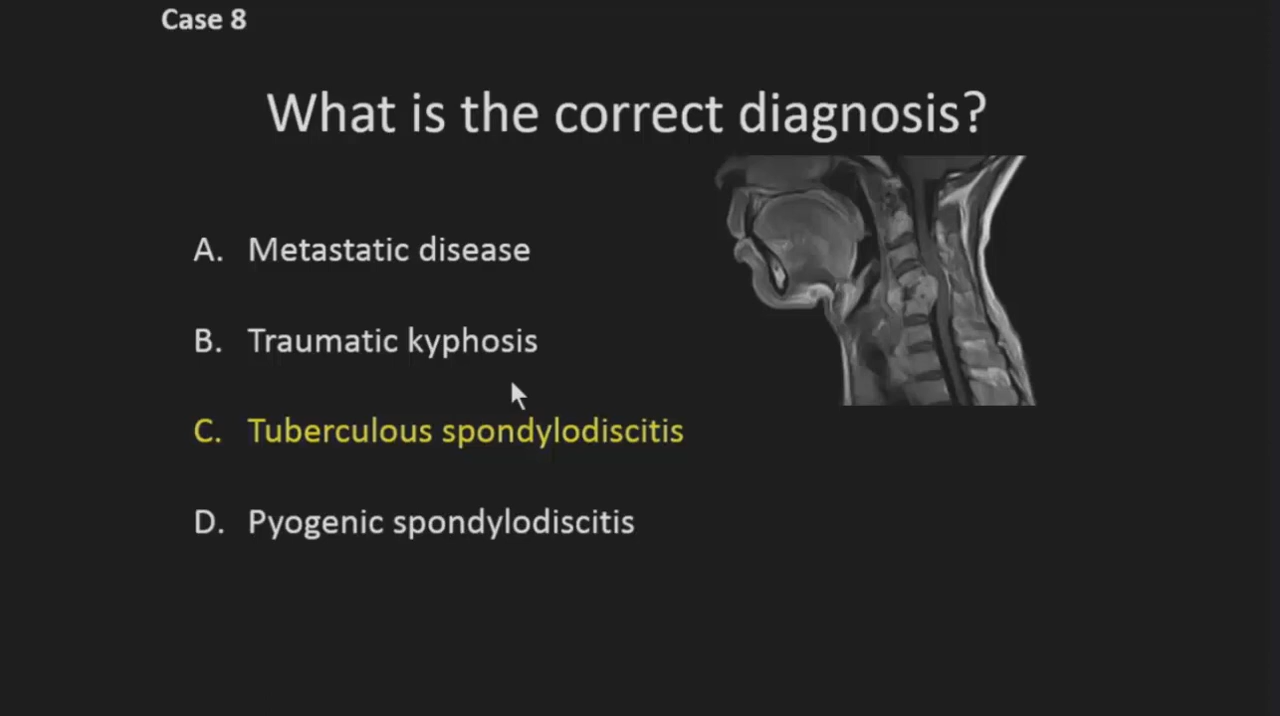 Case 8
What is the correct diagnosis?
A. Metastatic disease
B. Traumatic kyphosis
C. Tuberculous spondylodiscitis
D. Pyogenic spondylodiscitis